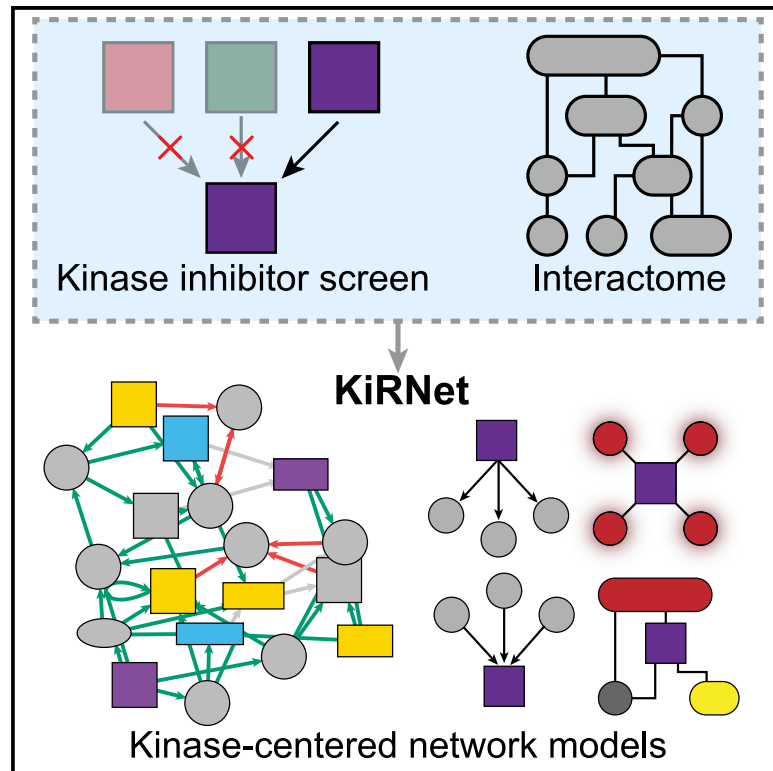 Kinase inhibitor screen
Interactome
KiRNet
Kinase-centered network models